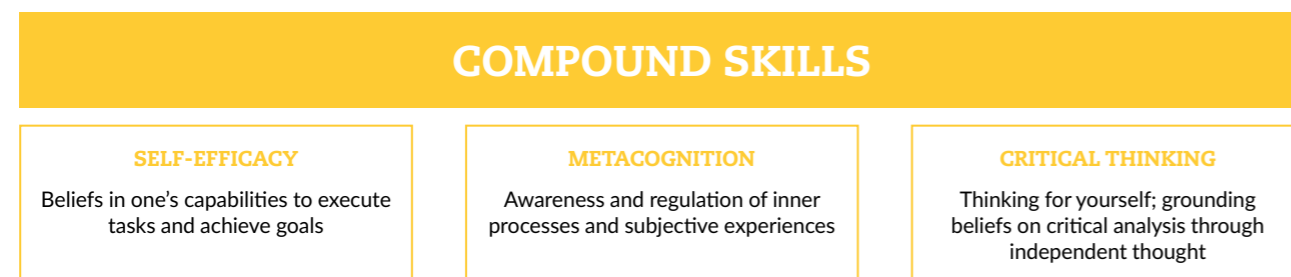 COMPOUND SKILLS
SELF-EFFICACY
Beliefs in one’s capabilities to execute
tasks and achieve goals
METACOGNITION
Awareness and regulation of inner
processes and subjective experiences
CRITICAL THINKING
Thinking for yourself; grounding
beliefs on critical analysis through
independent thought